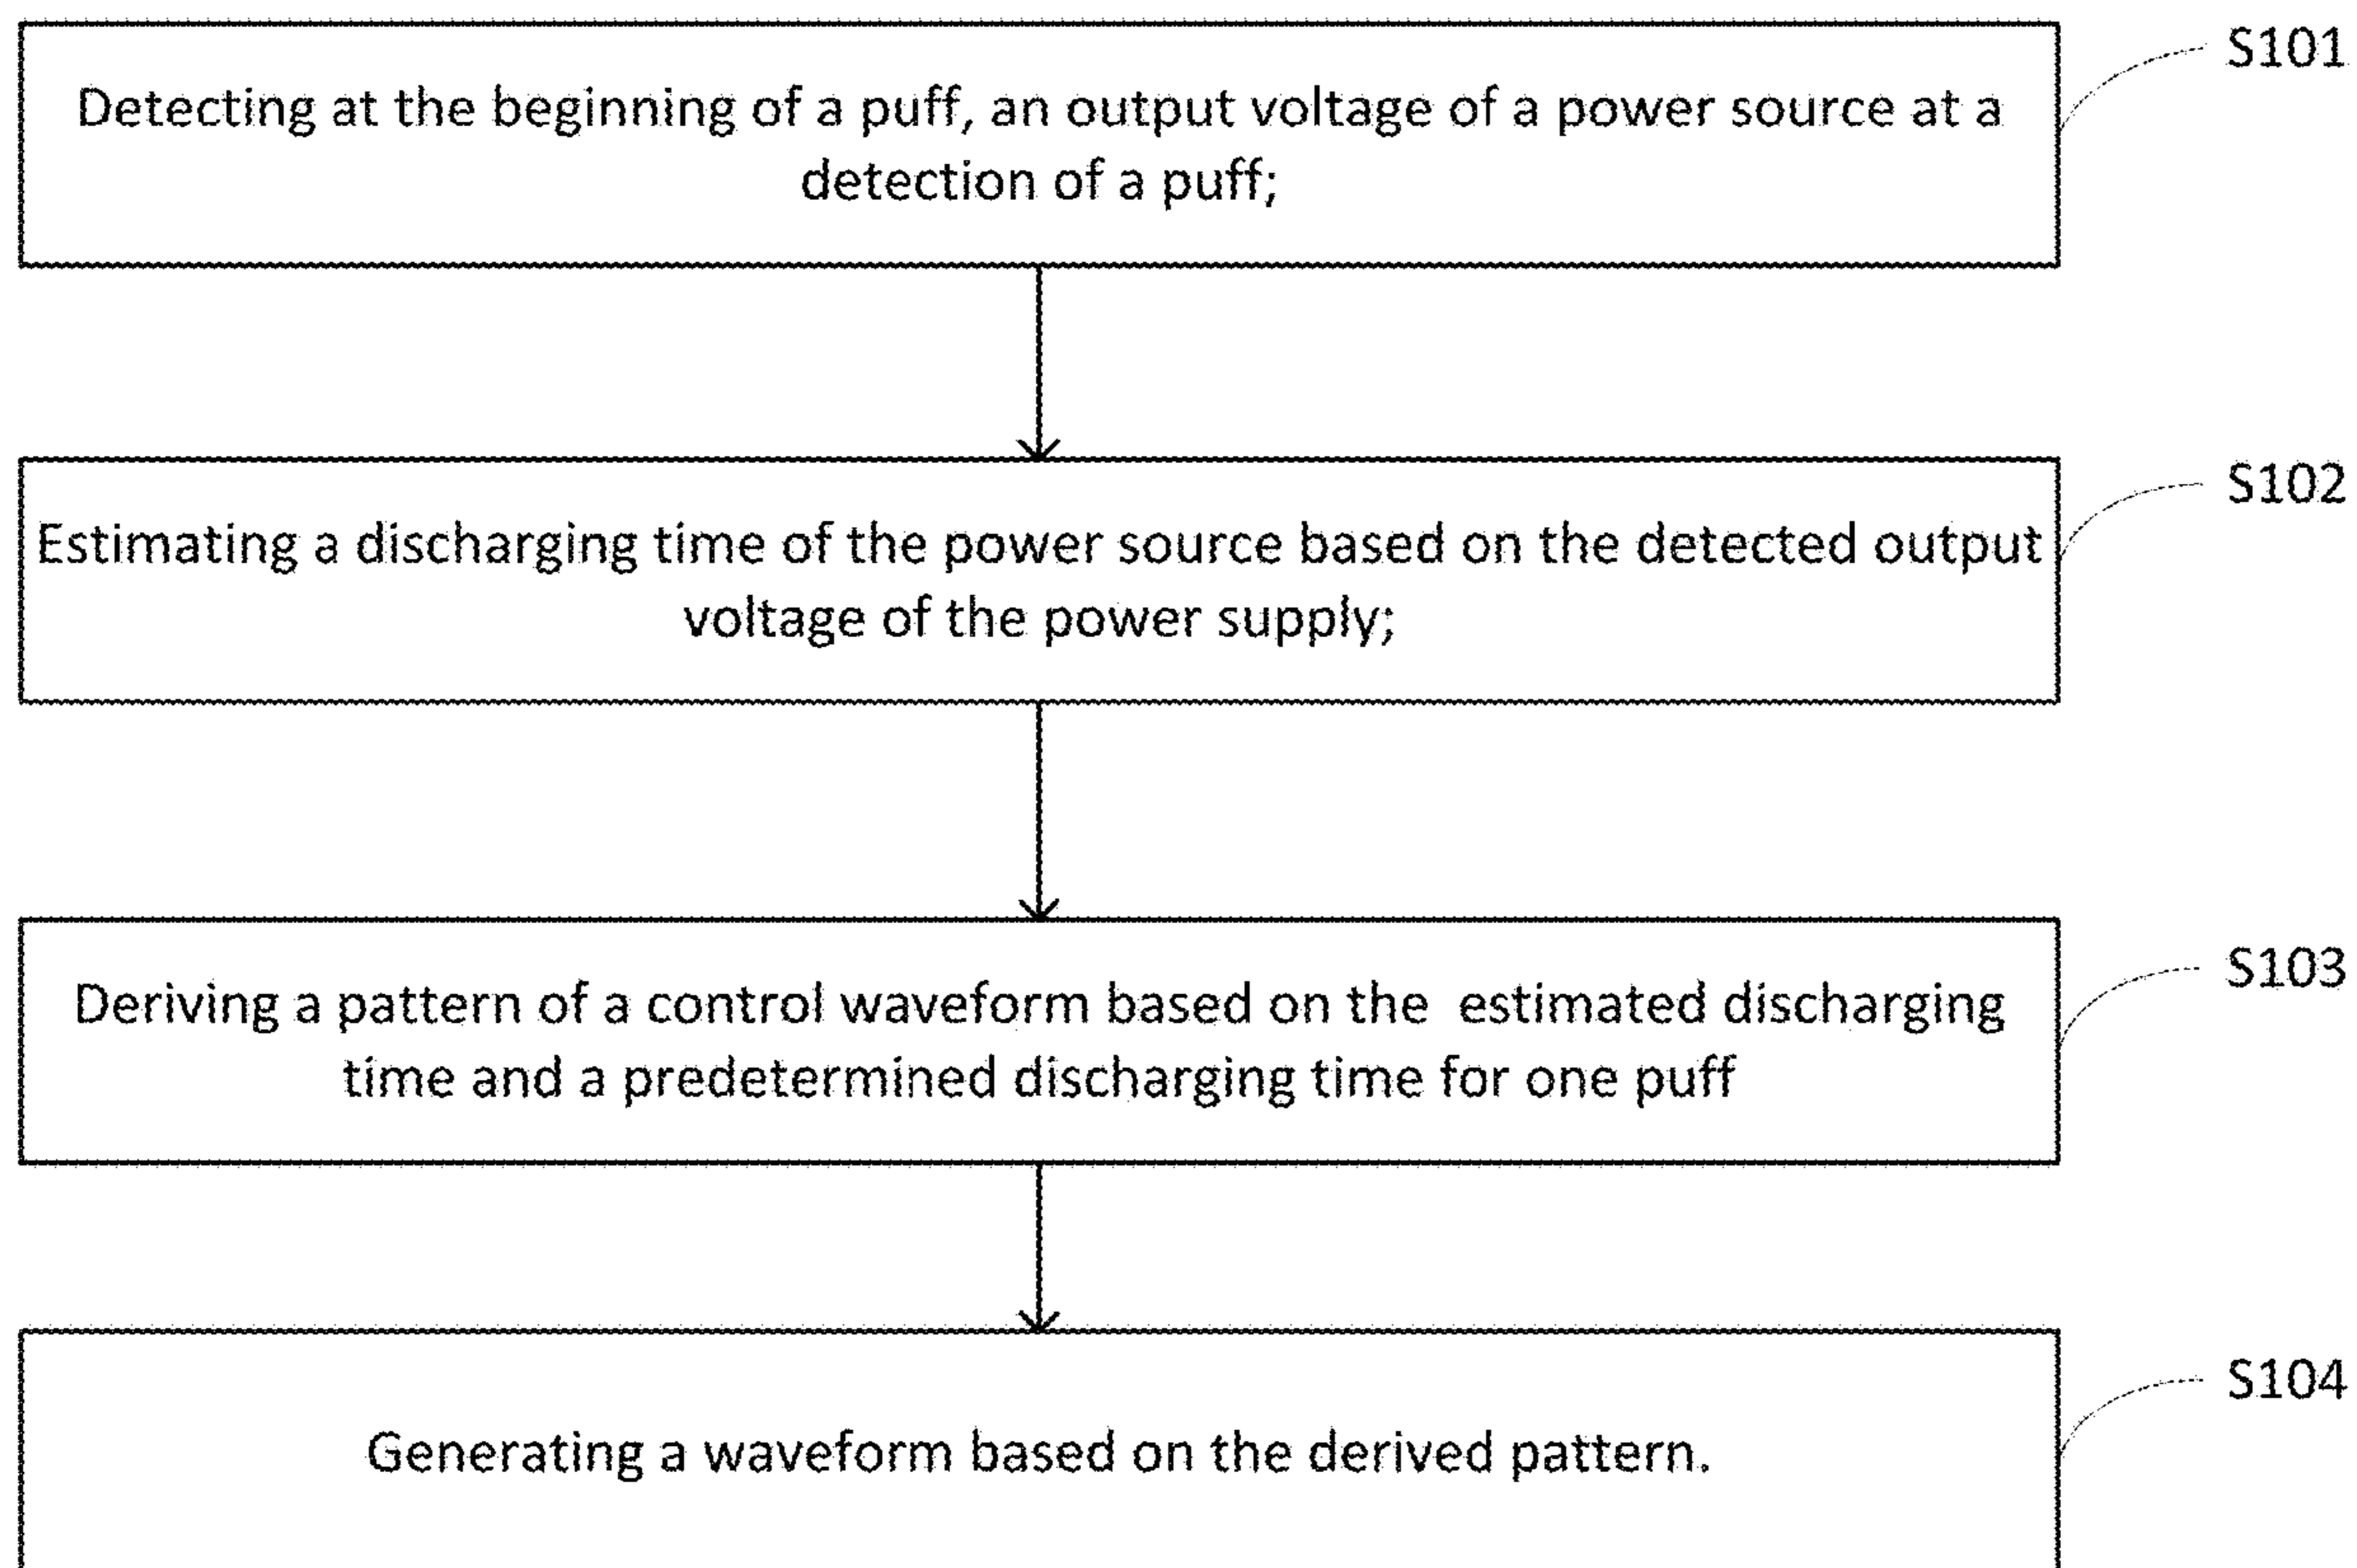 S101
Detecting at the beginning of a puff, an output voltage of a power source at a
detection of a puff;
S102
Estimating a discharging time of the power source based on the detected output
voltage of the power supply;
S103
Deriving a pattern of a control waveform based on the estimated discharging
time and a predetermined discharging time for one puff
S104
Generating a waveform based on the derived pattern.